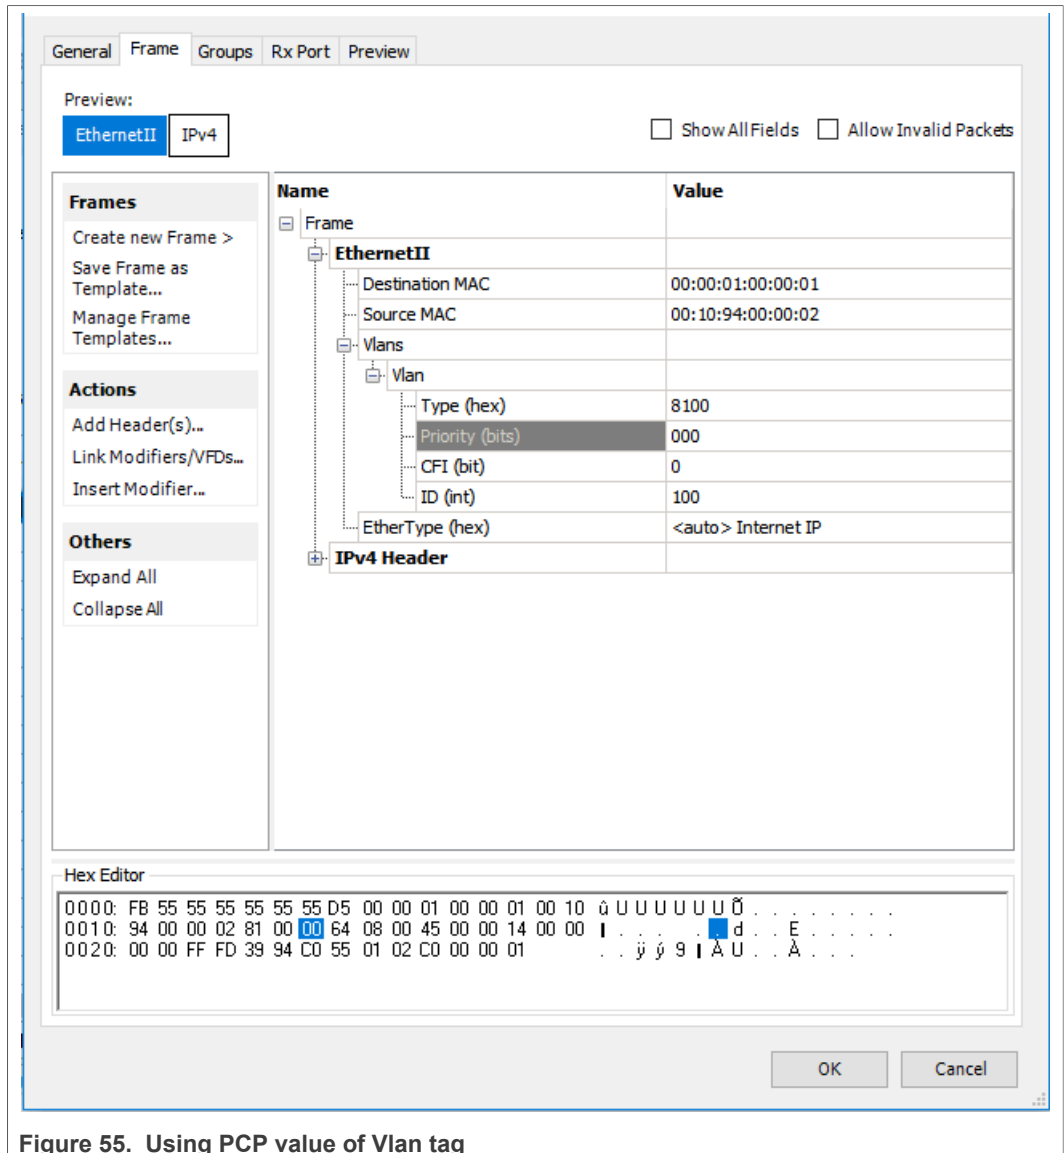 General Frame Groups Rx Port Preview
Preview:
EthernetII IPv4
Show All Fields Allow Invalid Packets
Frames
Create new Frame >
Save Frame as
Template...
Manage Frame
Templates...
Actions
Add Header(s)...
Link Modifiers/VFDs...
Insert Modifier...
Others
Expand All
Collapse All
Name Value
Frame
EthernetII
Destination MAC 00:00:01:00:00:01
Source MAC 00:10:94:00:00:02
Vlans
Vlan
Type (hex) 8100
Priority (bits) 000
CFI (bit) 0
ID (int) 100
EtherType (hex) <auto> Internet IP
IPv4 Header
Hex Editor
0000: FB 55 55 55 55 55 55 D5 00 00 01 00 00 01 00 10 û U U U U U U Õ . . . . . . . .
0010: 94 00 00 02 81 00 00 64 08 00 45 00 00 14 00 00 | . . . . . d . . E . . . . .
0020: 00 00 FF FD 39 94 C0 55 01 02 C0 00 00 01 . . ÿ ý 9 | À U . . À . . .
OK Cancel
Figure 55. Using PCP value of Vlan tag